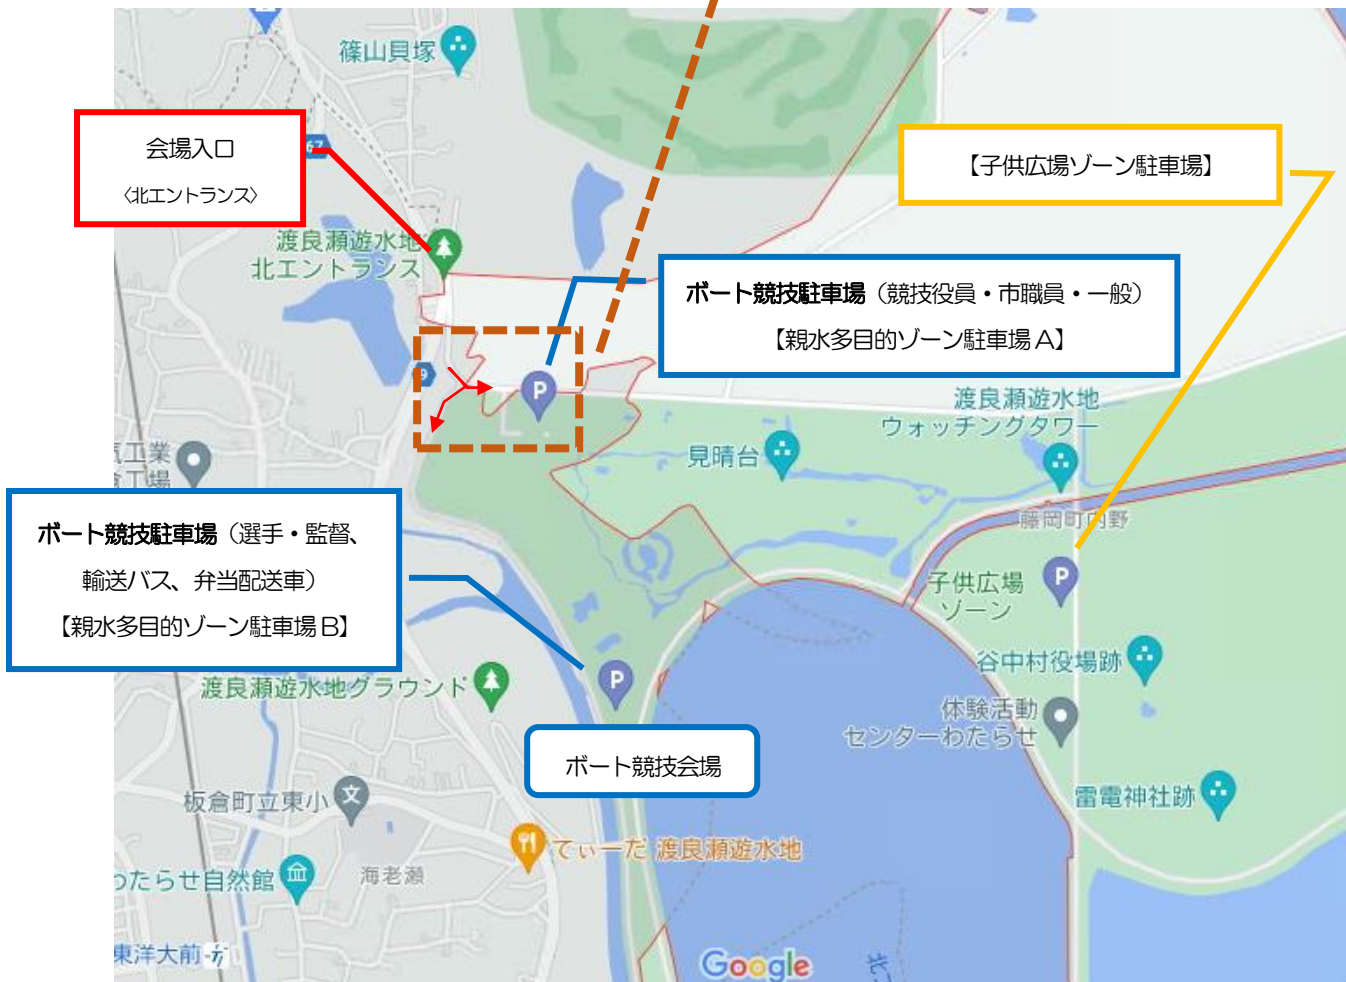 篠山貝塚
会場入口
〈北エントランス〉
67
【子供広場ゾーン駐車場】
渡良瀬遊水地
北エントランス
ボート競技駐車場（競技役員・市職員・一般）
【親水多目的ゾーン駐車場 A】
9
P
渡良瀬遊水地
ウォッチングタワー
見晴台
工業
工場
藤岡町内野
ボート競技駐車場（選手・監督、
輸送バス、弁当配送車）
【親水多目的ゾーン駐車場 B】
子供広場
ゾーン
P
谷中村役場跡
渡良瀬遊水地グラウンド
P
体験活動
センターわたらせ
ボート競技会場
雷電神社跡
板倉町立東小
文
てぃーだ 渡良瀬遊水地
わたらせ自然館
海老瀬
東洋大前
Google